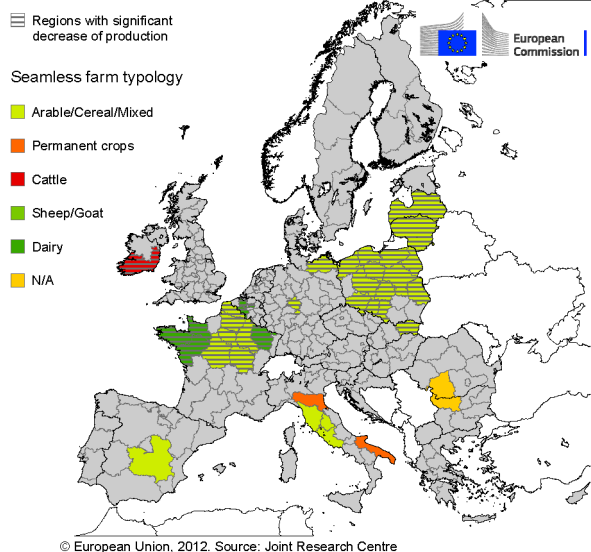 Regions with significant
decrease of production
European
Commission
Seamless farm typology
Arable/Cereal/Mixed
Permanent crops
Cattle
Sheep/Goat
Dairy
N/A
© European Union, 2012. Source: Joint Research Centre